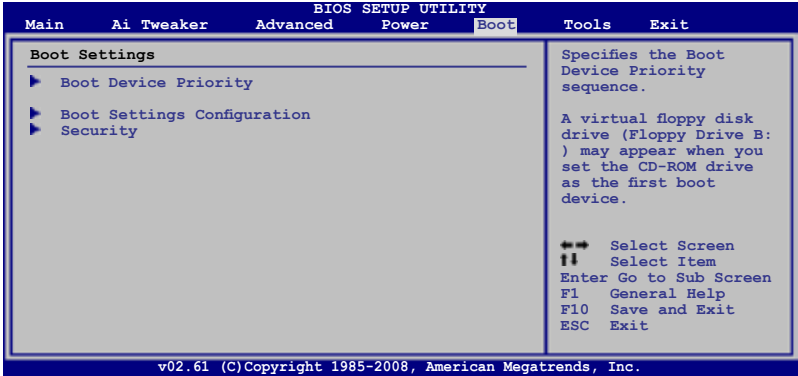 BIOS SETUP UTILITY
Main Ai Tweaker Advanced Power Boot Tools Exit
Boot Settings
Boot Device Priority
Boot Settings Configuration
Security
Specifies the Boot
Device Priority
sequence.
A virtual floppy disk
drive (Floppy Drive B:
) may appear when you
set the CD-ROM drive
as the first boot
device.
Select Screen
Select Item
Enter Go to Sub Screen
F1 General Help
F10 Save and Exit
ESC Exit
v02.61 (C)Copyright 1985-2008, American Megatrends, Inc.